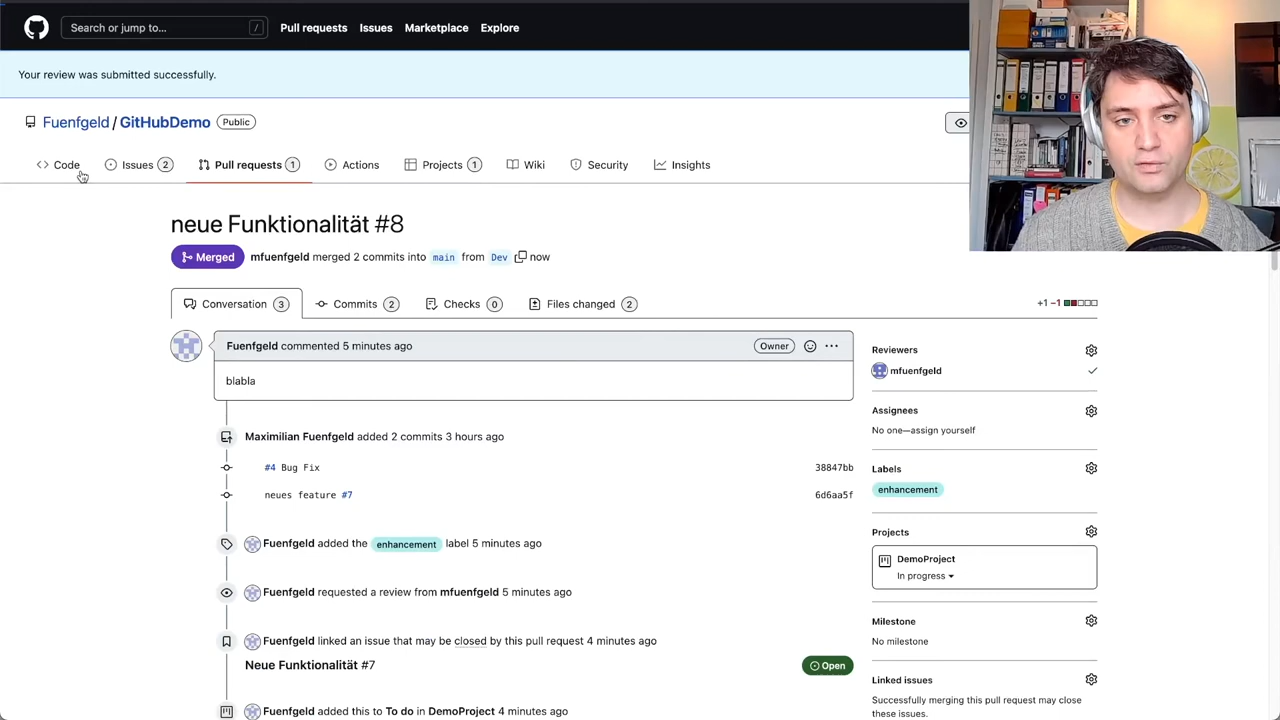 Search or jump to... /
Pull requests Issues Marketplace Explore
Your review was submitted successfully.
Fuenfgeld / GitHubDemo Public
Code Issues 2 Pull requests 1 Actions Projects 1 Wiki Security Insights
neue Funktionalität #8
Merged mfuenfgeld merged 2 commits into main from Dev now
Conversation 3 Commits 2 Checks 0 Files changed 2 +1 −1
Fuenfgeld commented 5 minutes ago Owner
blabla
Maximilian Fuenfgeld added 2 commits 3 hours ago
#4 Bug Fix 38847bb
neues feature #7 6d6aa5f
Fuenfgeld added the enhancement label 5 minutes ago
Fuenfgeld requested a review from mfuenfgeld 5 minutes ago
Fuenfgeld linked an issue that may be closed by this pull request 4 minutes ago
Neue Funktionalität #7 Open
Fuenfgeld added this to To do in DemoProject 4 minutes ago
Reviewers
mfuenfgeld
Assignees
No one—assign yourself
Labels
enhancement
Projects
DemoProject
In progress
Milestone
No milestone
Linked issues
Successfully merging this pull request may close
these issues.